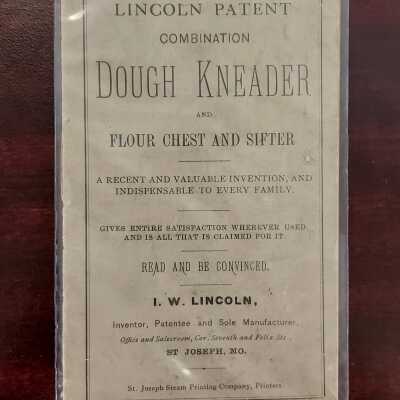 LINCOLN PATENT
COMBINATION
DOUGH KNEADER
AND
FLOUR CHEST AND SIFTER
A RECENT AND VALUABLE INVENTION, AND
INDISPENSABLE TO EVERY FAMILY.
GIVES ENTIRE SATISFACTION WHEREVER USED
AND IS ALL THAT IS CLAIMED FOR IT.
READ AND BE CONVINCED.
I. W. LINCOLN,
Inventor, Patentee and Sole Manufacturer,
Office and Salesroom, Cor. Seventh and Felix Sts.,
ST JOSEPH, MO.
St. Joseph Steam Printing Company, Printers